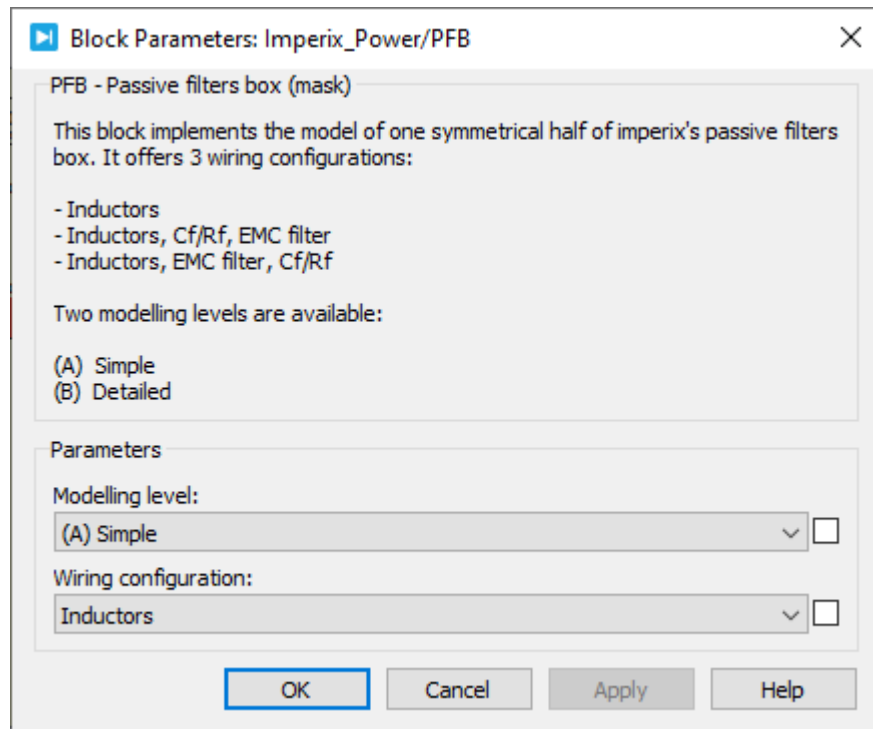 Block Parameters: Imperix_Power/PFB
PFB - Passive filters box (mask)
This block implements the model of one symmetrical half of imperix's passive filters
box. It offers 3 wiring configurations:
- Inductors
- Inductors, Cf/Rf, EMC filter
- Inductors, EMC filter, Cf/Rf
Two modelling levels are available:
(A) Simple
(B) Detailed
Parameters
Modelling level:
(A) Simple
Wiring configuration:
Inductors
OK Cancel Apply Help